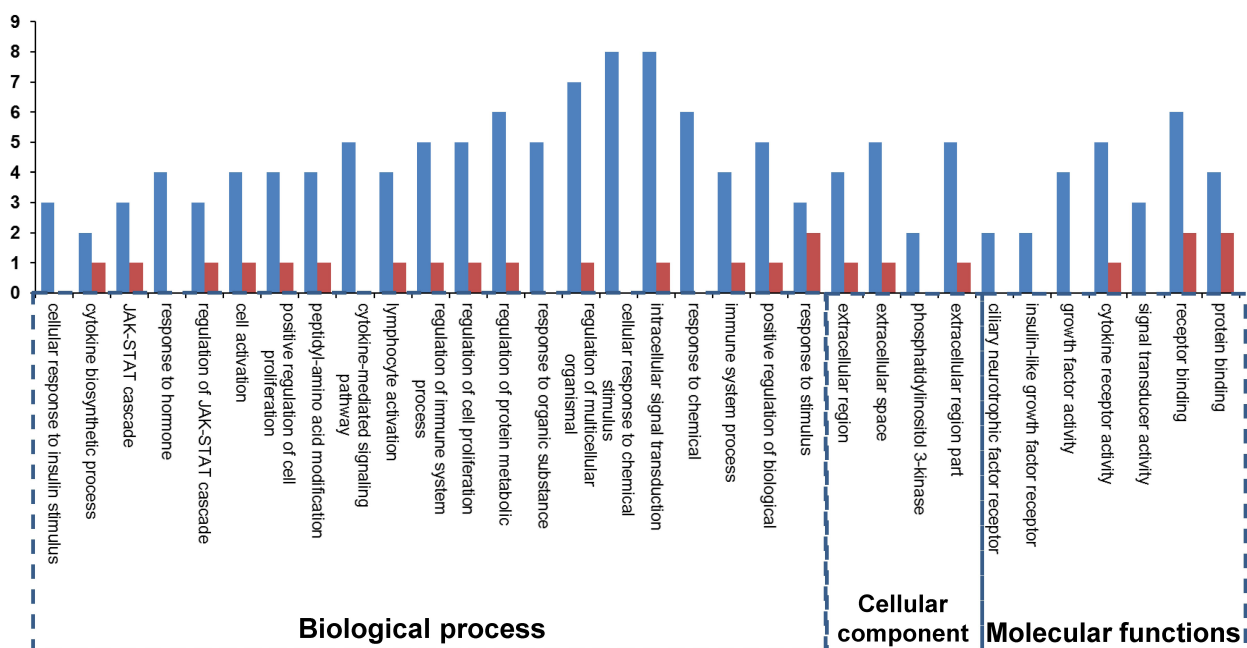 9
8
7
6
5
4
3
2
1
0
cellular response to insulin stimulus
cytokine biosynthetic process
JAK-STAT cascade
response to hormone
regulation of JAK-STAT cascade
cell activation
positive regulation of cell
proliferation
peptidyl-amino acid modification
cytokine-mediated signaling
pathway
lymphocyte activation
regulation of immune system
process
regulation of cell proliferation
regulation of protein metabolic
response to organic substance
regulation of multicellular
organismal
cellular response to chemical
stimulus
intracellular signal transduction
response to chemical
immune system process
positive regulation of biological
response to stimulus
extracellular region
extracellular space
phosphatidylinositol 3-kinase
extracellular region part
ciliary neurotrophic factor receptor
insulin-like growth factor receptor
growth factor activity
cytokine receptor activity
signal transducer activity
receptor binding
protein binding
Biological process
Cellular
component
Molecular functions